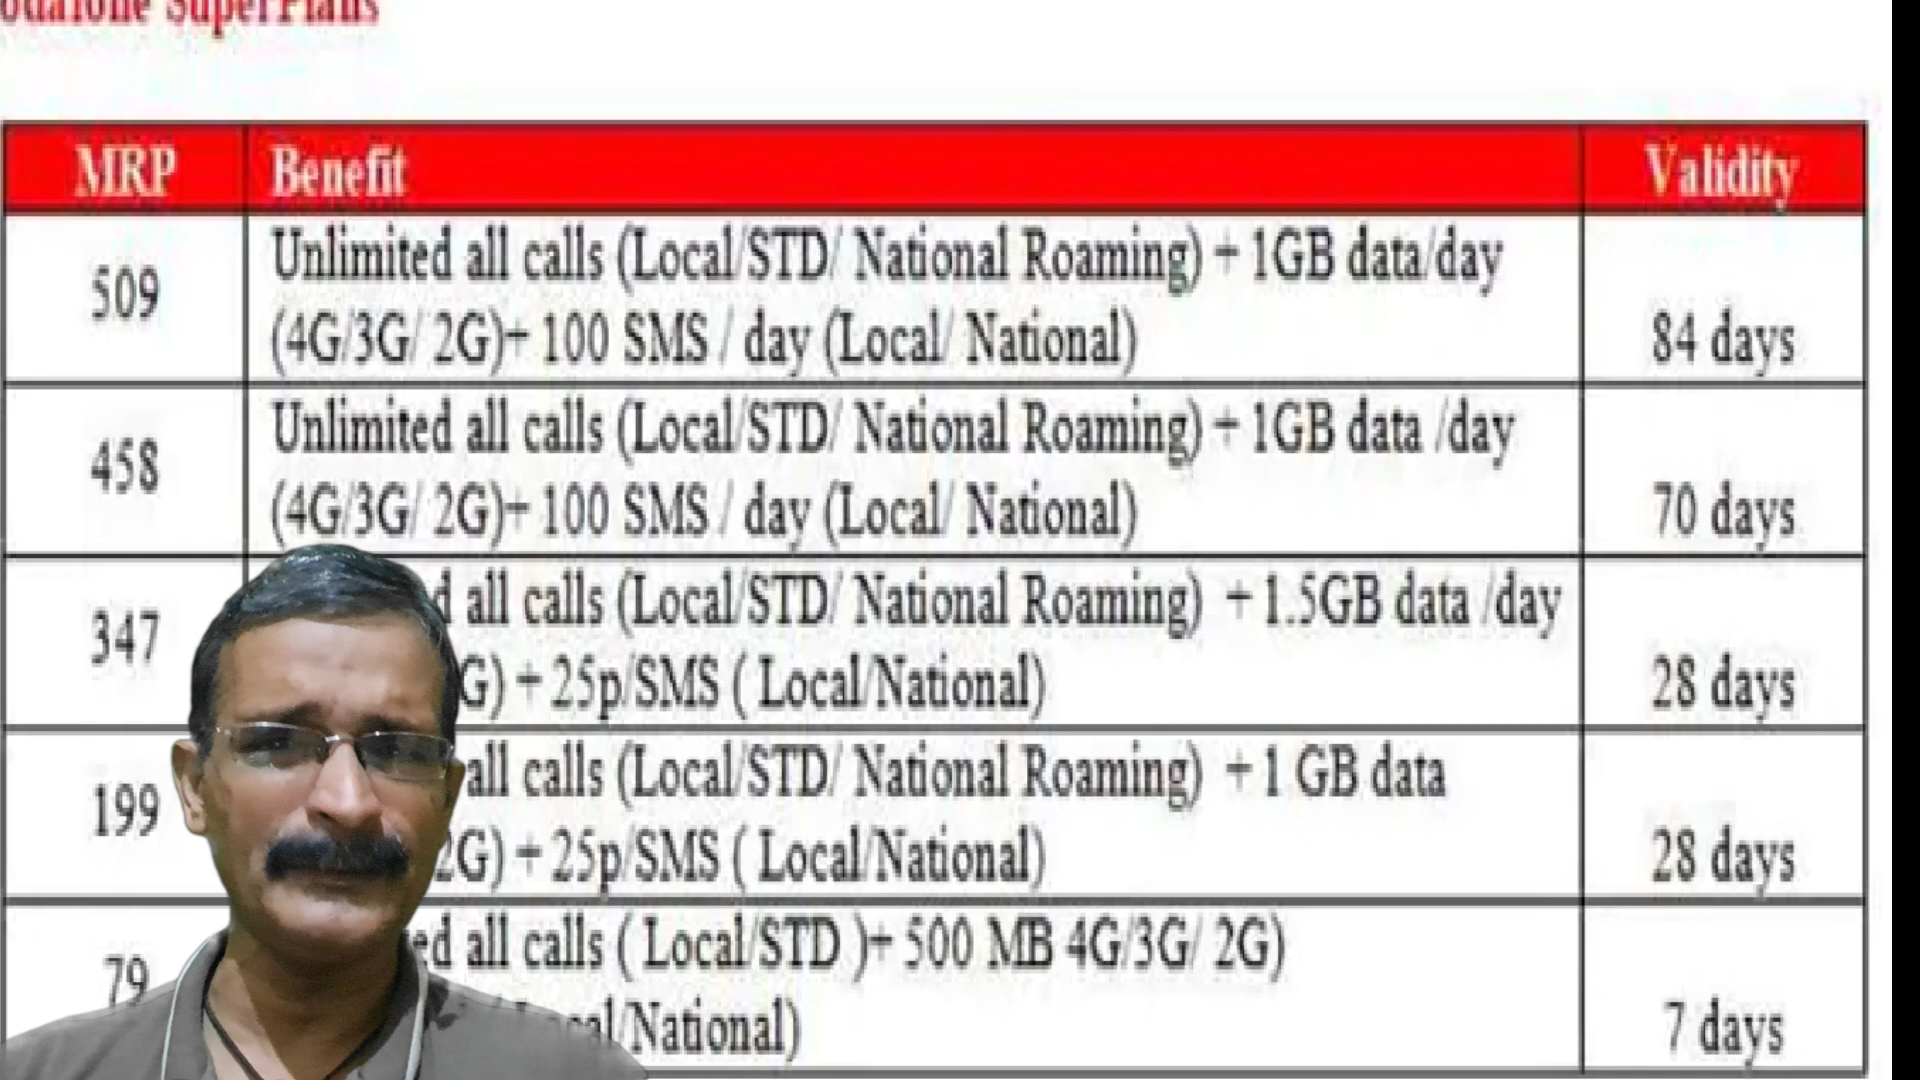 SuperPlans
MRP Benefit Validity
509
Unlimited all calls (Local/STD/ National Roaming) + 1GB data/day
(4G/3G/ 2G)+ 100 SMS / day (Local/ National)
84 days
458
Unlimited all calls (Local/STD/ National Roaming) + 1GB data /day
(4G/3G/ 2G)+ 100 SMS / day (Local/ National)
70 days
347
all calls (Local/STD/ National Roaming) + 1.5GB data /day
+ 25p/SMS ( Local/National)
28 days
199
all calls (Local/STD/ National Roaming) + 1 GB data
2G) + 25p/SMS ( Local/National)
28 days
79
all calls ( Local/STD )+ 500 MB 4G/3G/ 2G)
/National)
7 days